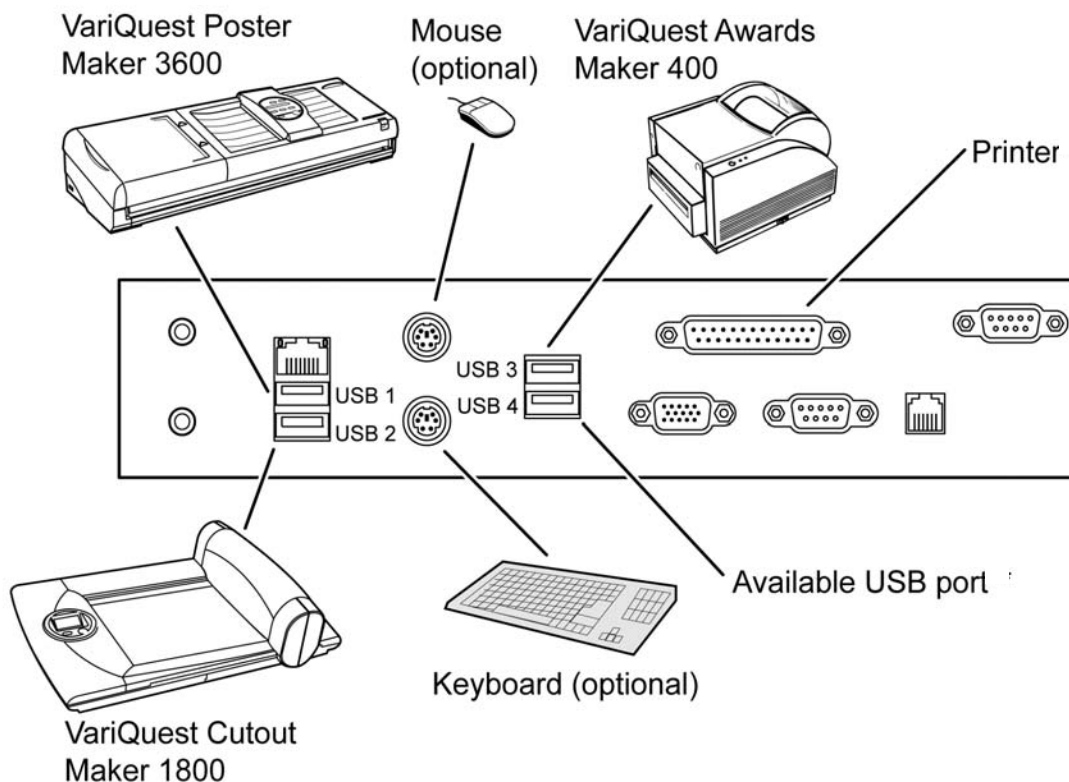 VariQuest Poster
Maker 3600
Mouse
(optional)
VariQuest Awards
Maker 400
Printer
USB 1
USB 2
USB 3
USB 4
Available USB port
Keyboard (optional)
VariQuest Cutout
Maker 1800